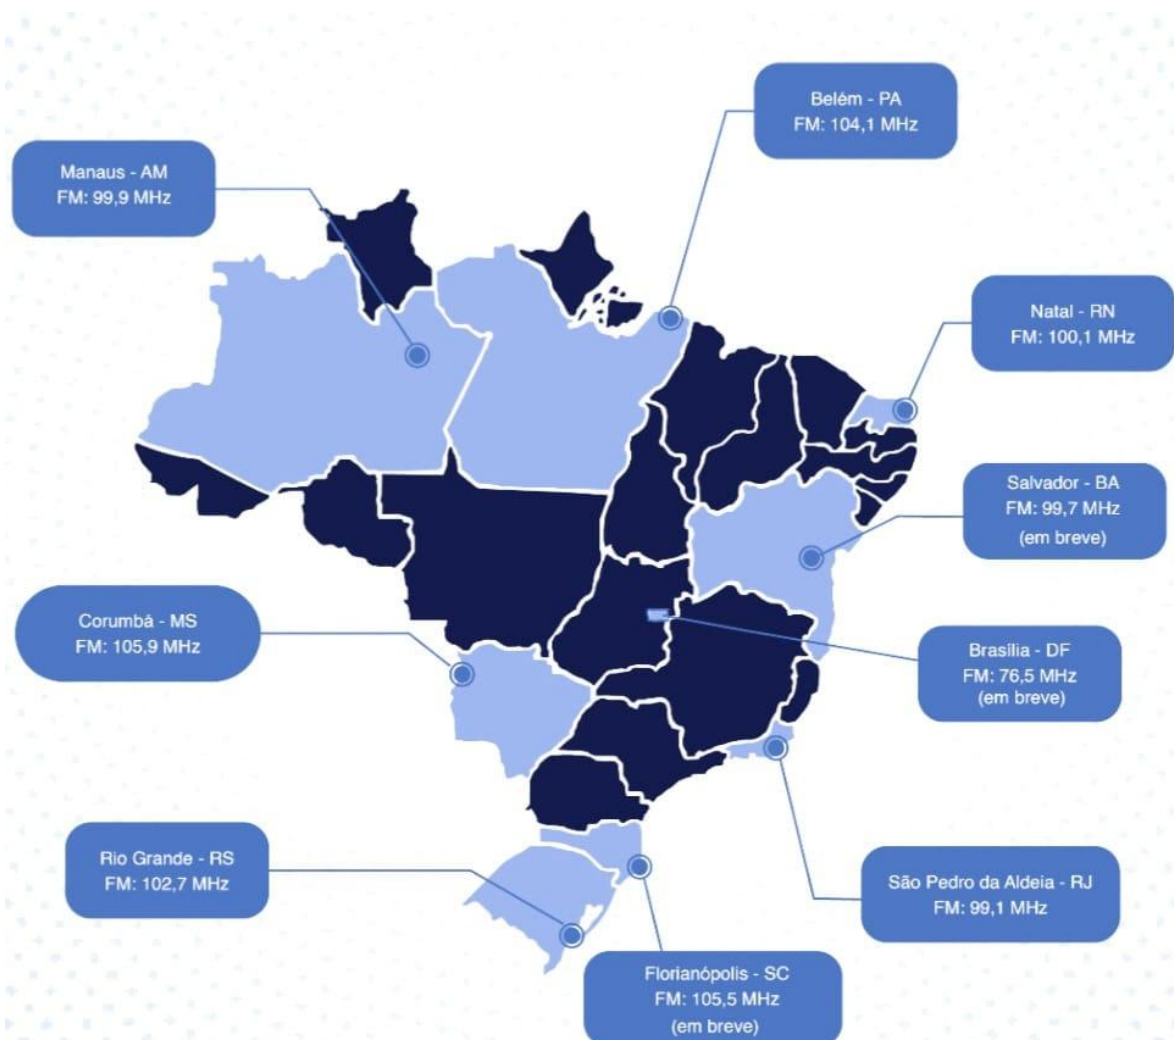 Belém - PA
FM: 104,1 MHz
Manaus - AM
FM: 99,9 MHz
Natal - RN
FM: 100,1 MHz
Salvador - BA
FM: 99,7 MHz
(em breve)
Corumbá - MS
FM: 105,9 MHz
Brasília - DF
FM: 76,5 MHz
(em breve)
Rio Grande - RS
FM: 102,7 MHz
São Pedro da Aldeia - RJ
FM: 99,1 MHz
Florianópolis - SC
FM: 105,5 MHz
(em breve)